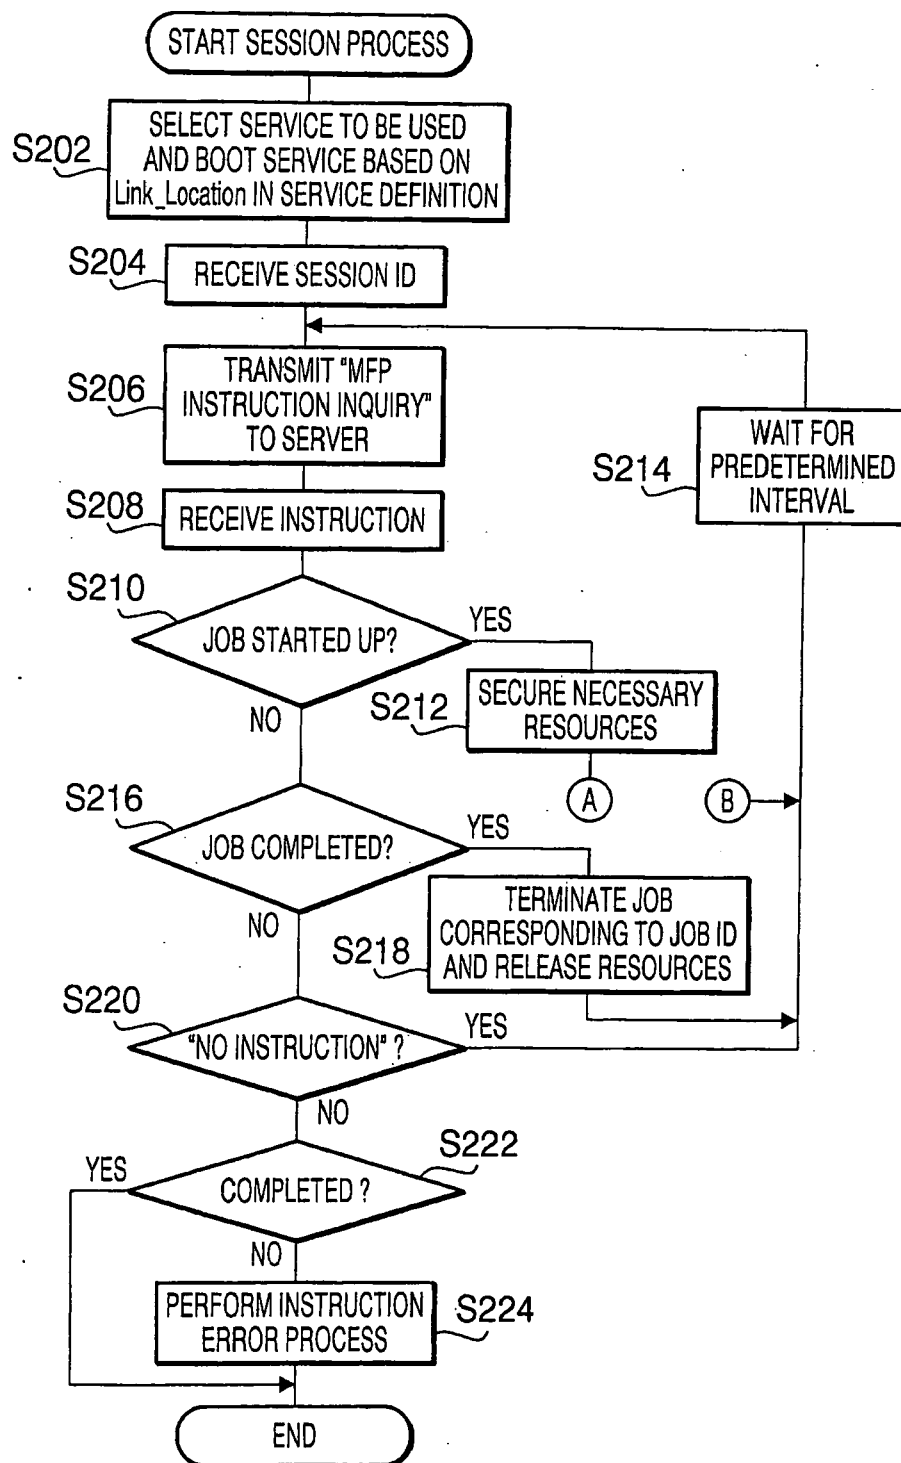 START SESSION PROCESS
S202
SELECT SERVICE TO BE USED
AND BOOT SERVICE BASED ON
Link_Location IN SERVICE DEFINITION
S204
RECEIVE SESSION ID
S206
TRANSMIT "MFP
INSTRUCTION INQUIRY"
TO SERVER
S214
WAIT FOR
PREDETERMINED
INTERVAL
S208
RECEIVE INSTRUCTION
S210
JOB STARTED UP?
YES
NO
S212
SECURE NECESSARY
RESOURCES
A
B
S216
JOB COMPLETED?
YES
NO
S218
TERMINATE JOB
CORRESPONDING TO JOB ID
AND RELEASE RESOURCES
S220
"NO INSTRUCTION" ?
YES
NO
S222
YES
COMPLETED ?
NO
PERFORM INSTRUCTION
ERROR PROCESS
S224
END